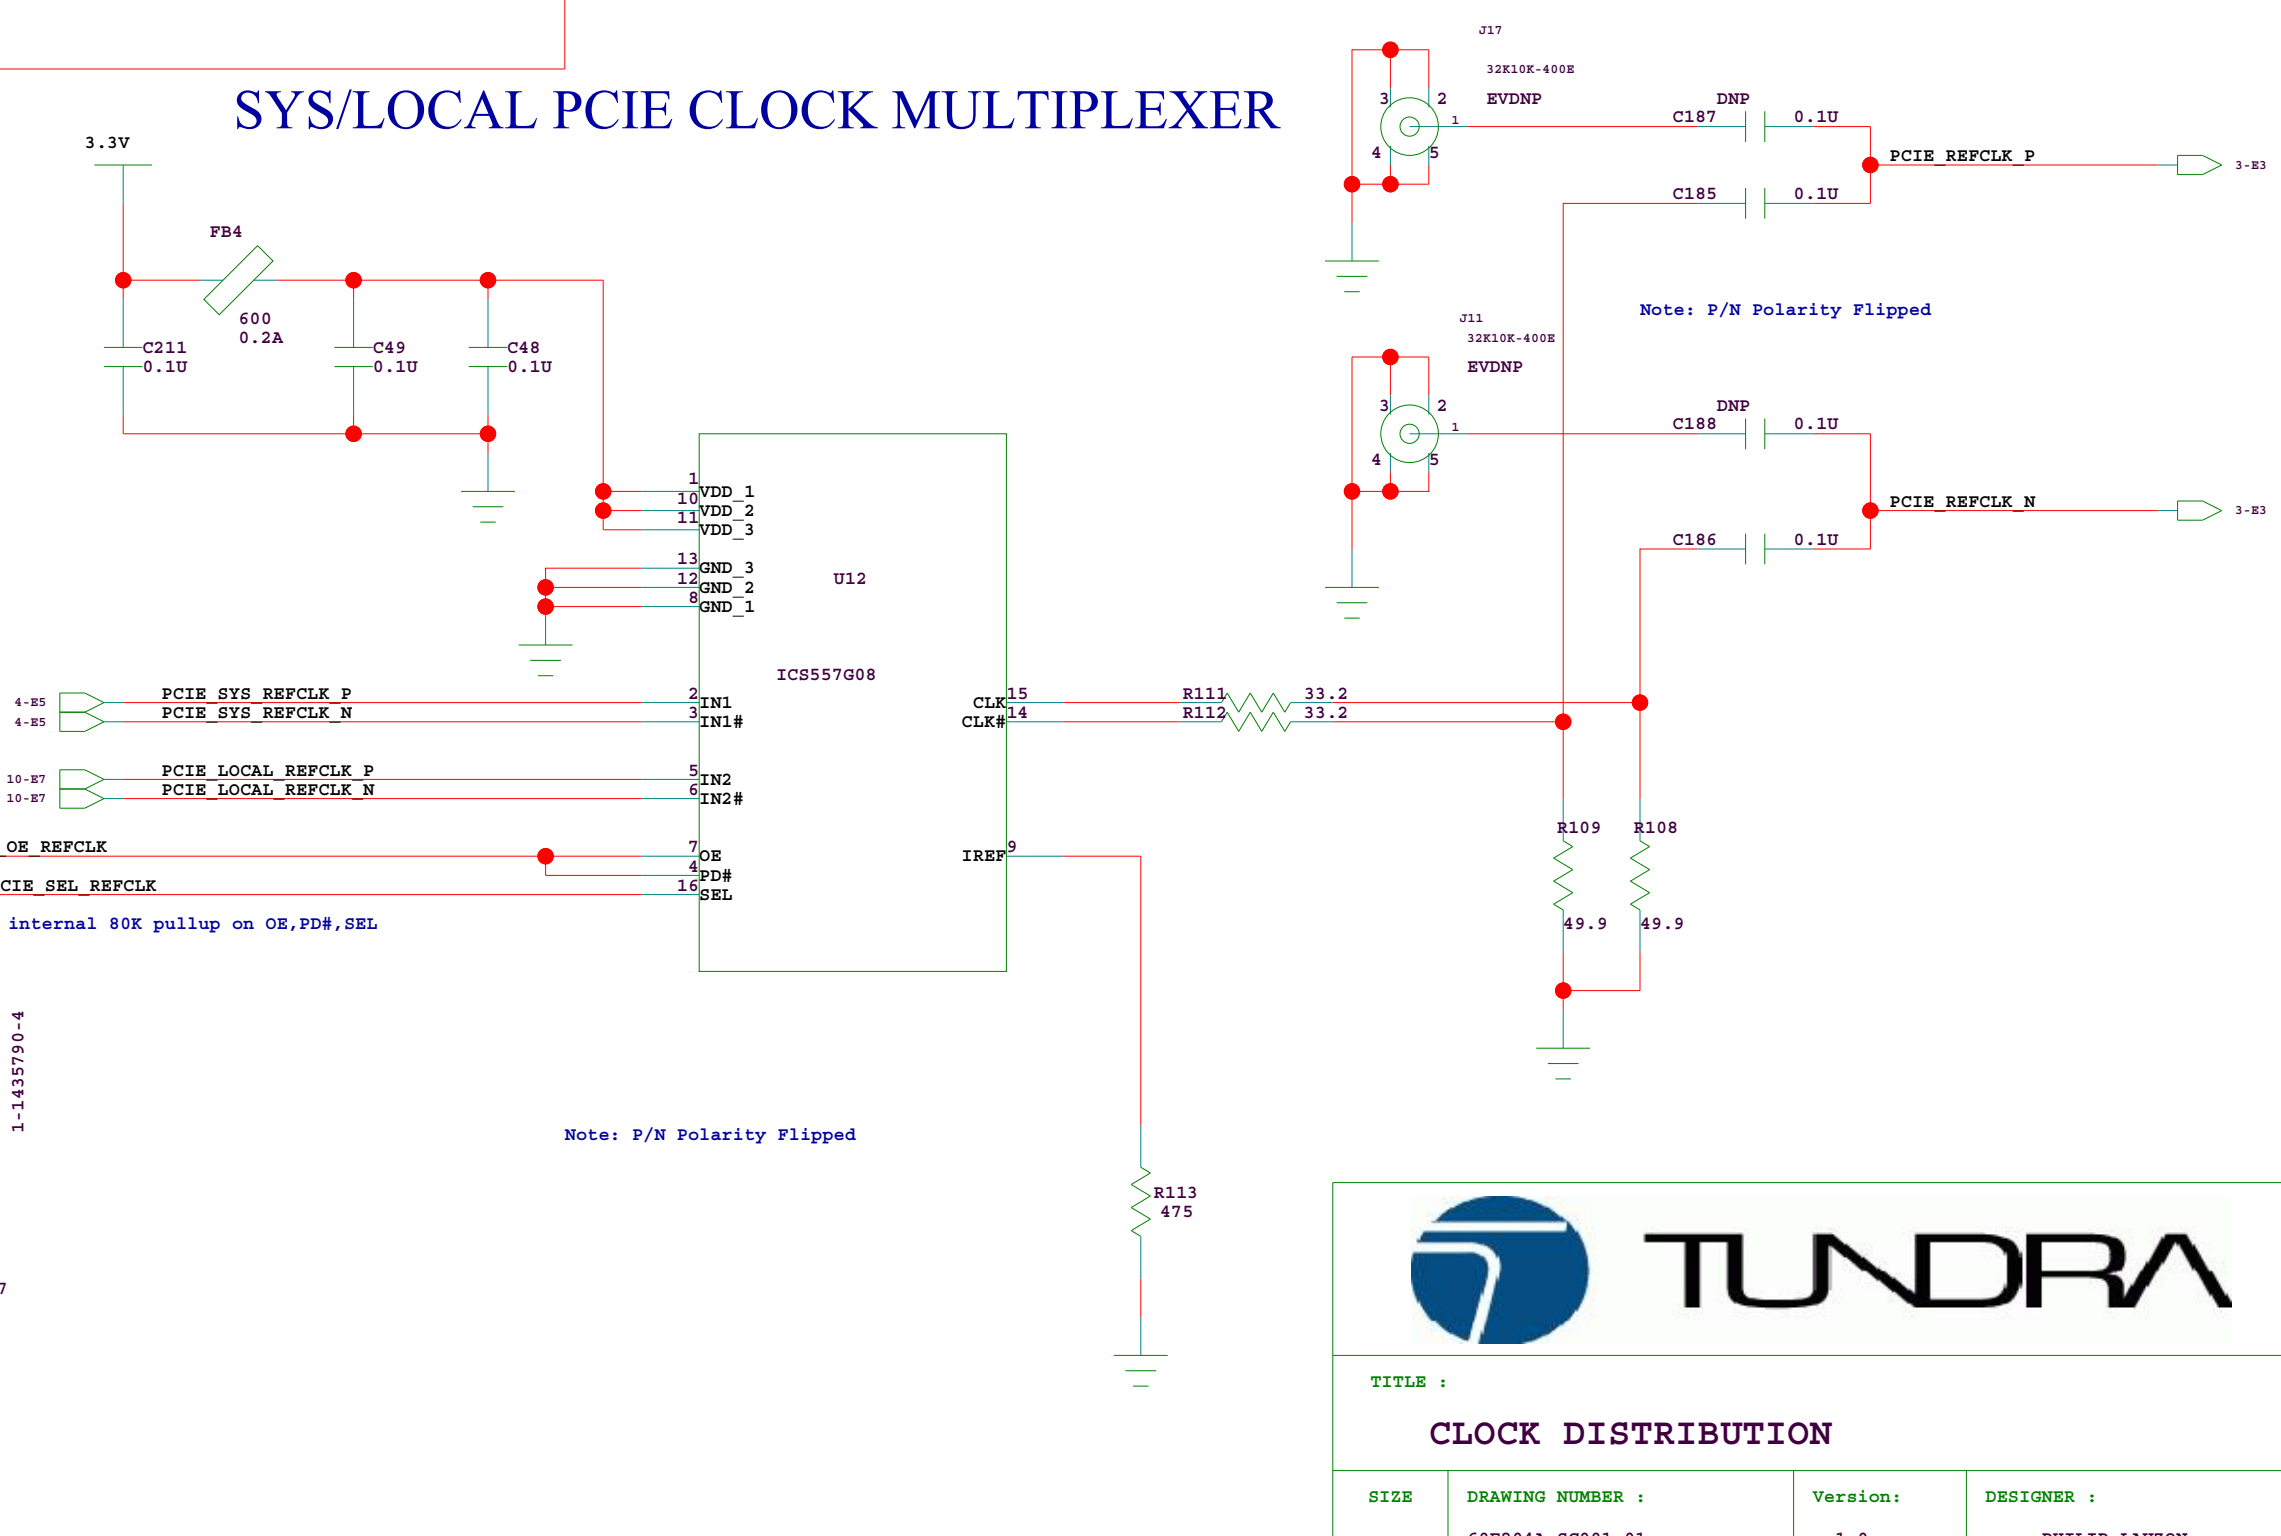 J17
32K10K-400E
EVDNP
SYS/LOCAL PCIE CLOCK MULTIPLEXER
3 2
1
4 5
DNP
C187 0.1U
PCIE_REFCLK_P
3-E3
C185 0.1U
3.3V
FB4
600
0.2A
C211
0.1U
C49
0.1U
C48
0.1U
Note: P/N Polarity Flipped
J11
32K10K-400E
EVDNP
3 2
1
4 5
DNP
C188 0.1U
PCIE_REFCLK_N
3-E3
C186 0.1U
1 VDD_1
10 VDD_2
11 VDD_3
13 GND_3
12 GND_2
8 GND_1
U12
ICS557G08
4-E5 PCIE_SYS_REFCLK_P 2 IN1
4-E5 PCIE_SYS_REFCLK_N 3 IN1#
10-E7 PCIE_LOCAL_REFCLK_P 5 IN2
10-E7 PCIE_LOCAL_REFCLK_N 6 IN2#
_OE_REFCLK 7 OE
4 PD#
CIE_SEL_REFCLK 16 SEL
internal 80K pullup on OE,PD#,SEL
CLK 15 R111 33.2
CLK# 14 R112 33.2
IREF 9
R109 R108
49.9 49.9
1-1435790-4
Note: P/N Polarity Flipped
R113
475
7
TUNDRA
TITLE :
CLOCK DISTRIBUTION
SIZE DRAWING NUMBER : Version: DESIGNER :